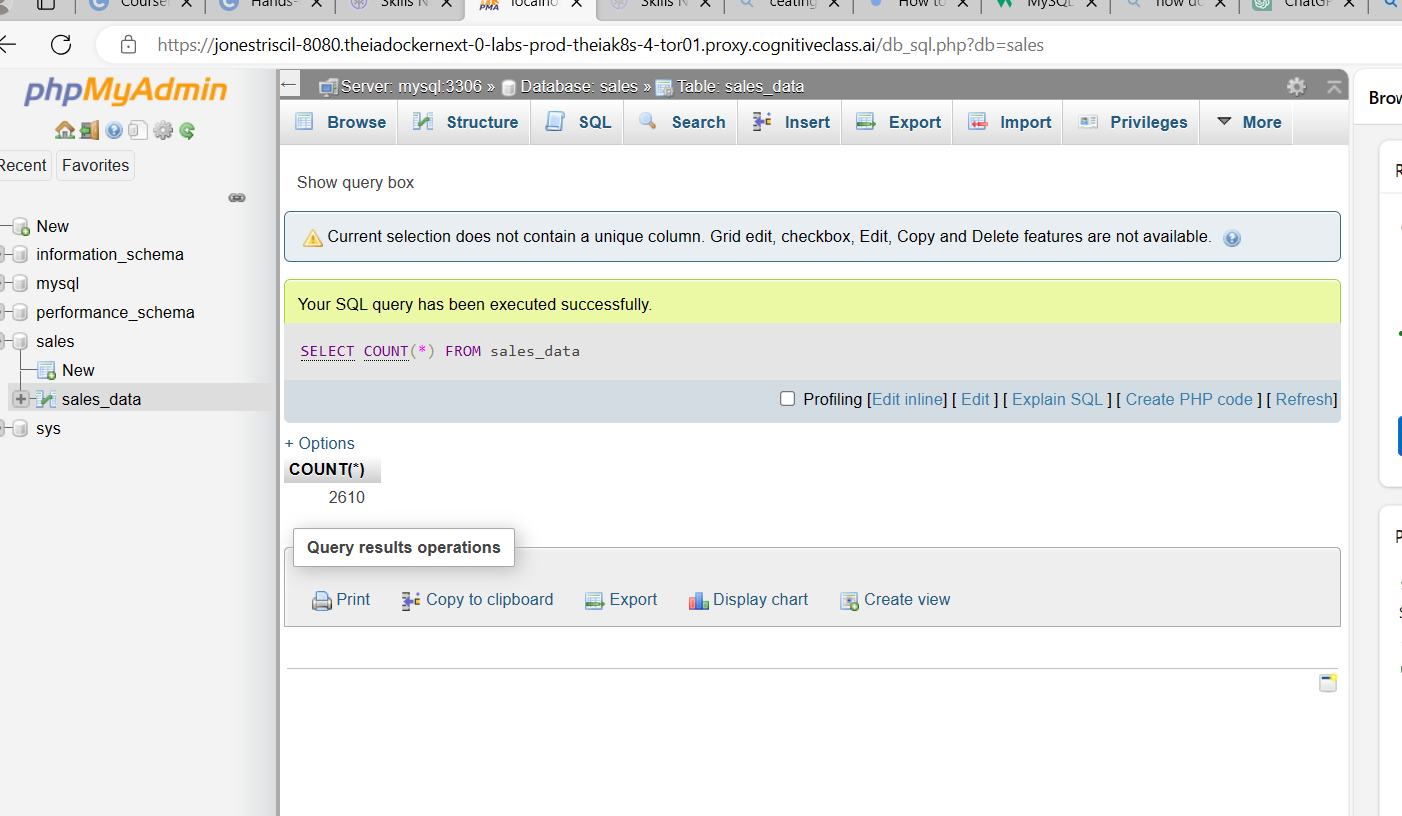 Course
Hands-
Skills N
localho
Skills N
How to
MySQL
ChatGP
https://jonestriscil-8080.theiadockernext-0-labs-prod-theiak8s-4-tor01.proxy.cognitiveclass.ai/db_sql.php?db=sales
phpMyAdmin
Recent
Favorites
New
information_schema
mysql
performance_schema
sales
New
sales_data
sys
Server: mysql:3306 » Database: sales » Table: sales_data
Browse
Structure
SQL
Search
Insert
Export
Import
Privileges
More
Show query box
Current selection does not contain a unique column. Grid edit, checkbox, Edit, Copy and Delete features are not available.
Your SQL query has been executed successfully.
SELECT COUNT(*) FROM sales_data
Profiling [Edit inline] [ Edit ] [ Explain SQL ] [ Create PHP code ] [ Refresh]
+ Options
COUNT(*)
2610
Query results operations
Print
Copy to clipboard
Export
Display chart
Create view
Brow